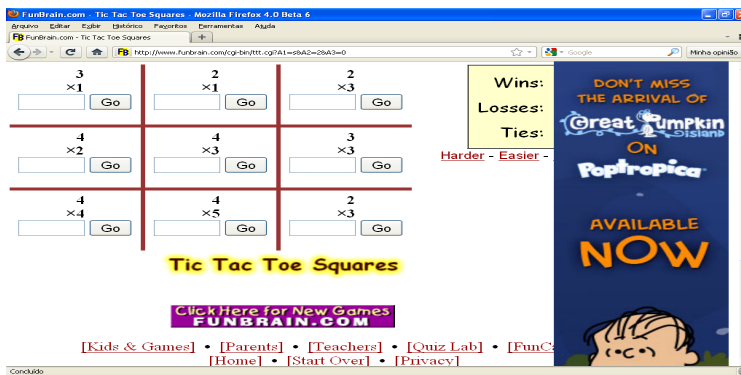 FunBrain.com - Tic Tac Toe Squares - Mozilla Firefox 4.0 Beta 6
Arquivo Editar Exibir Histórico Favoritos Ferramentas Ajuda
FB FunBrain.com - Tic Tac Toe Squares +
FB http://www.funbrain.com/cgi-bin/ttt.cgi?A1=s&A2=2&A3=0
Google
Minha opinião
3 2 2
×1 ×1 ×3
Go Go Go
4 4 3
×2 ×3 ×3
Go Go Go
4 4 2
×4 ×5 ×3
Go Go Go
Wins:
Losses:
Ties:
Harder - Easier -
DON'T MISS
THE ARRIVAL OF
Great Pumpkin
Island
ON
Poptropica
AVAILABLE
NOW
Tic Tac Toe Squares
Click Here for New Games
FUNBRAIN.COM
[Kids & Games] • [Parents] • [Teachers] • [Quiz Lab] • [FunCa
[Home] • [Start Over] • [Privacy]
Concluído